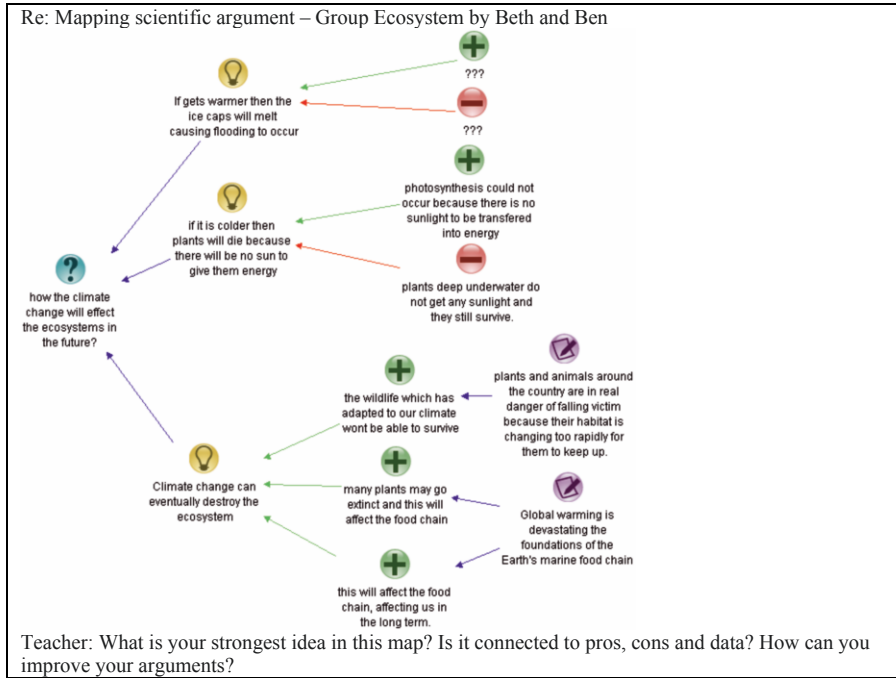 Re: Mapping scientific argument – Group Ecosystem by Beth and Ben
???
If gets warmer then the
ice caps will melt
causing flooding to occur
???
photosynthesis could not
occur because there is no
sunlight to be transfered
into energy
if it is colder then
plants will die because
there will be no sun to
give them energy
plants deep underwater do
not get any sunlight and
they still survive.
how the climate
change will effect
the ecosystems in
the future?
the wildlife which has
adapted to our climate
wont be able to survive
plants and animals around
the country are in real
danger of falling victim
because their habitat is
changing too rapidly for
them to keep up.
Climate change can
eventually destroy the
ecosystem
many plants may go
extinct and this will
affect the food chain
Global warming is
devastating the
foundations of the
Earth's marine food chain
this will affect the food
chain, affecting us in
the long term.
Teacher: What is your strongest idea in this map? Is it connected to pros, cons and data? How can you
improve your arguments?